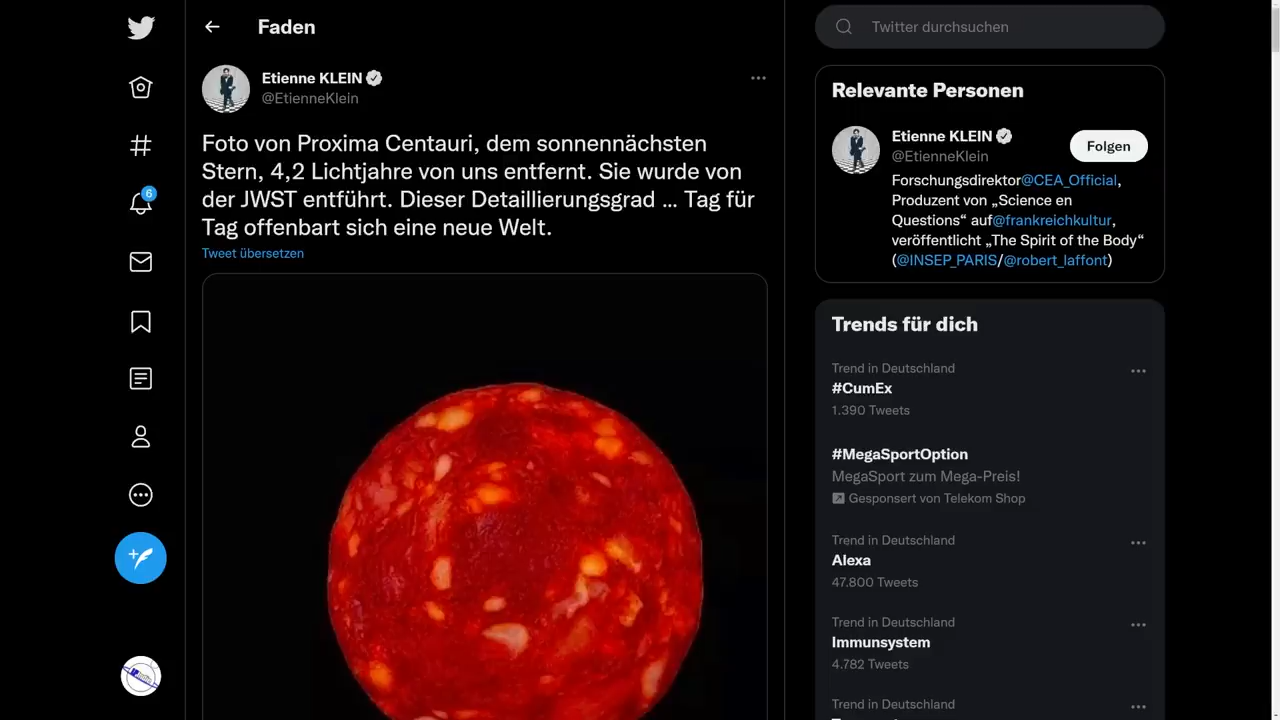 Faden
Etienne KLEIN
@EtienneKlein
Foto von Proxima Centauri, dem sonnennächsten
Stern, 4,2 Lichtjahre von uns entfernt. Sie wurde von
der JWST entführt. Dieser Detaillierungsgrad ... Tag für
Tag offenbart sich eine neue Welt.
Tweet übersetzen
6
Twitter durchsuchen
Relevante Personen
Etienne KLEIN
@EtienneKlein
Folgen
Forschungsdirektor@CEA_Official,
Produzent von „Science en
Questions“ auf@frankreichkultur,
veröffentlicht „The Spirit of the Body“
(@INSEP_PARIS/@robert_laffont)
Trends für dich
Trend in Deutschland
#CumEx
1.390 Tweets
#MegaSportOption
MegaSport zum Mega-Preis!
Gesponsert von Telekom Shop
Trend in Deutschland
Alexa
47.800 Tweets
Trend in Deutschland
Immunsystem
4.782 Tweets
Trend in Deutschland